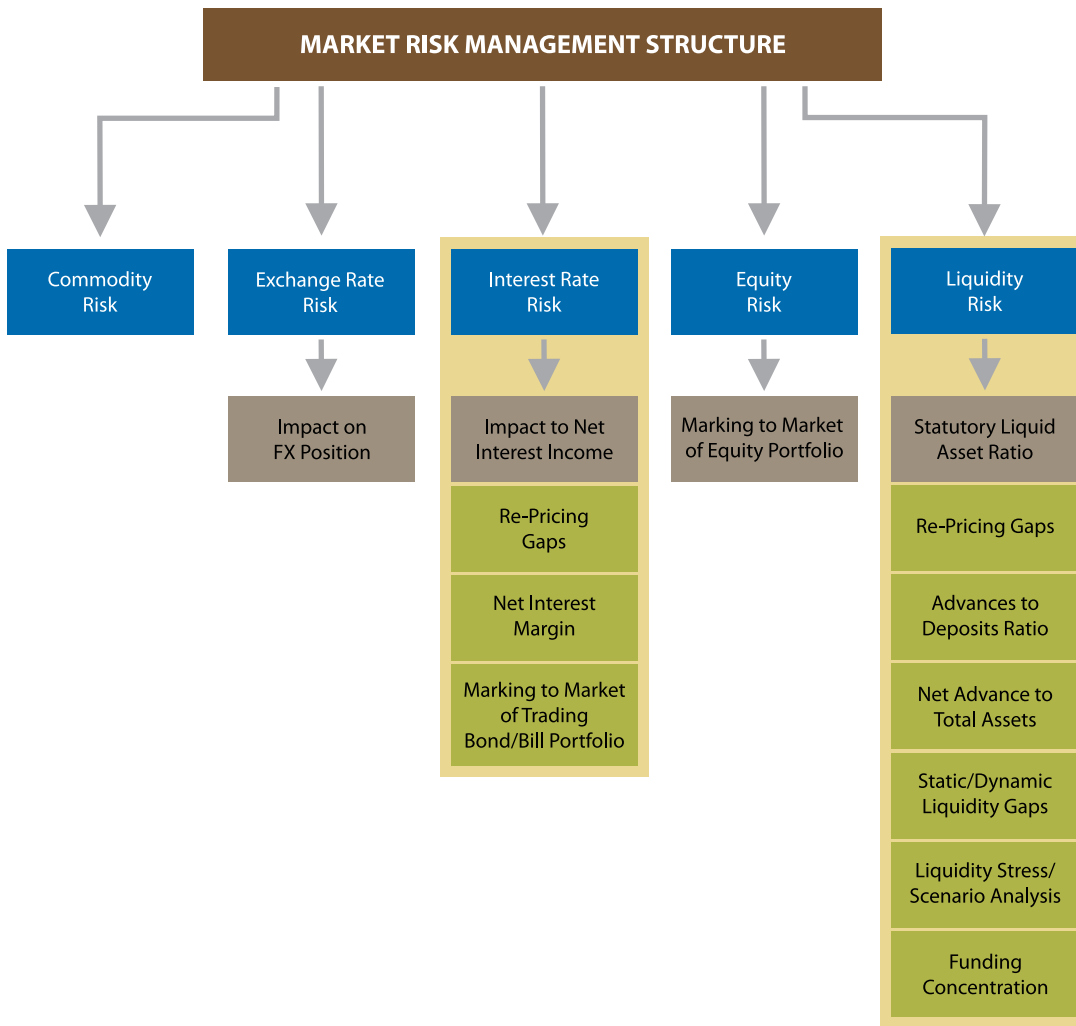 MARKET RISK MANAGEMENT STRUCTURE
Commodity
Risk
Exchange Rate
Risk
Impact on
FX Position
Interest Rate
Risk
Impact to Net
Interest Income
Re-Pricing
Gaps
Net Interest
Margin
Marking to Market
of Trading
Bond/Bill Portfolio
Equity
Risk
Marking to Market
of Equity Portfolio
Liquidity
Risk
Statutory Liquid
Asset Ratio
Re-Pricing Gaps
Advances to
Deposits Ratio
Net Advance to
Total Assets
Static/Dynamic
Liquidity Gaps
Liquidity Stress/
Scenario Analysis
Funding
Concentration